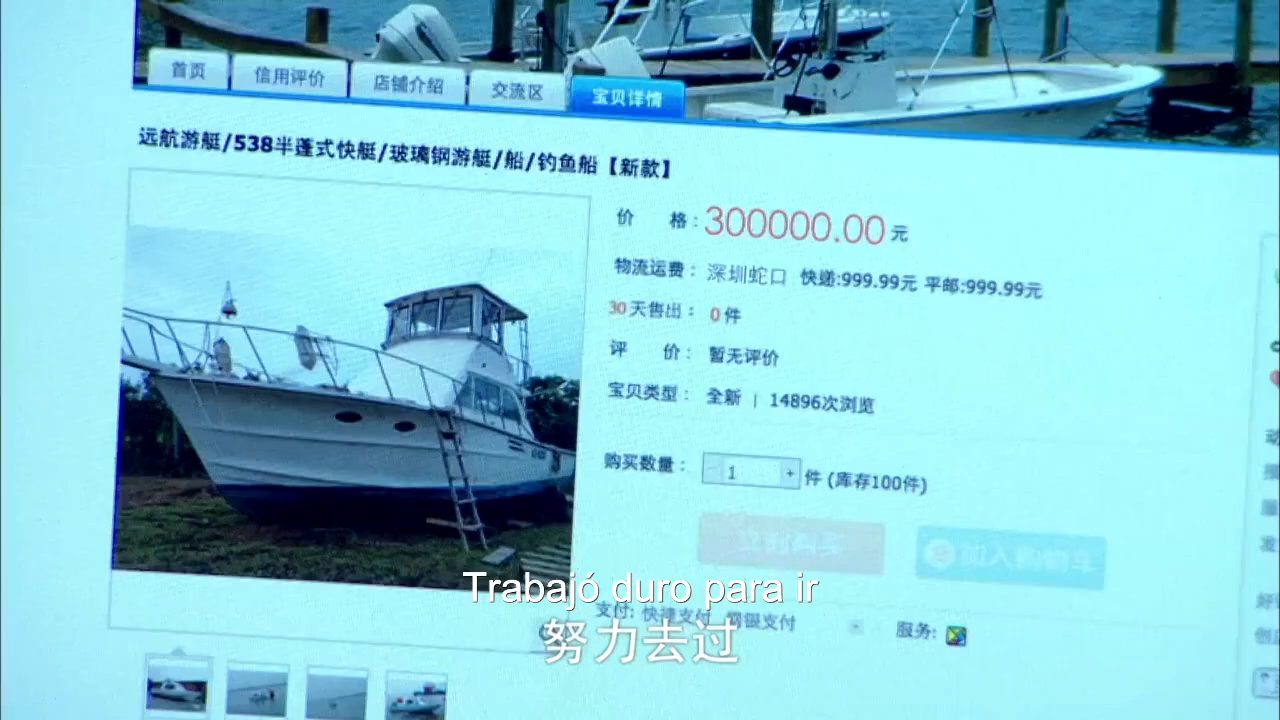 首页 信用评价 店铺介绍 交流区 宝贝详情
远航游艇/538半蓬式快艇/玻璃钢游艇/船/钓鱼船【新款】
价 格：300000.00元
物流运费： 深圳蛇口 快递:999.99元 平邮:999.99元
30天售出： 0件
评 价： 暂无评价
宝贝类型： 全新 | 14896次浏览
购买数量： - 1 + 件 (库存100件)
立刻购买 加入购物车
Trabajó duro para ir
支付: 快捷支付 网银支付 服务:
努力去过